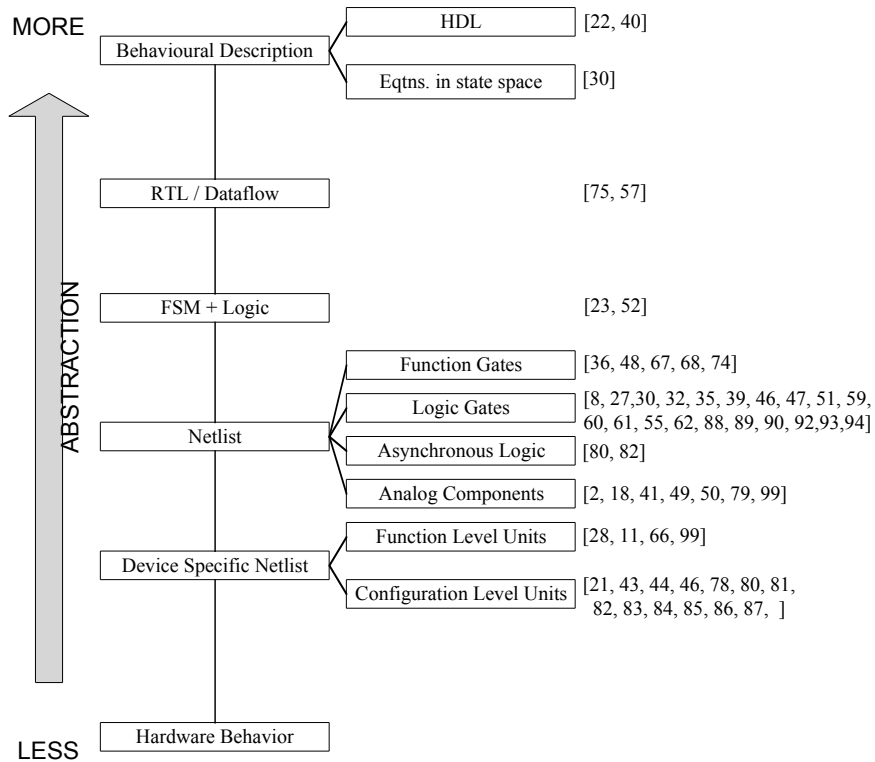 MORE
HDL
[22, 40]
Behavioural Description
Eqtns. in state space
[30]
RTL / Dataflow
[75, 57]
ABSTRACTION
FSM + Logic
[23, 52]
Function Gates
[36, 48, 67, 68, 74]
Logic Gates
[8, 27,30, 32, 35, 39, 46, 47, 51, 59,
60, 61, 55, 62, 88, 89, 90, 92,93,94]
Netlist
Asynchronous Logic
[80, 82]
Analog Components
[2, 18, 41, 49, 50, 79, 99]
Function Level Units
[28, 11, 66, 99]
Device Specific Netlist
Configuration Level Units
[21, 43, 44, 46, 78, 80, 81,
82, 83, 84, 85, 86, 87, ]
Hardware Behavior
LESS